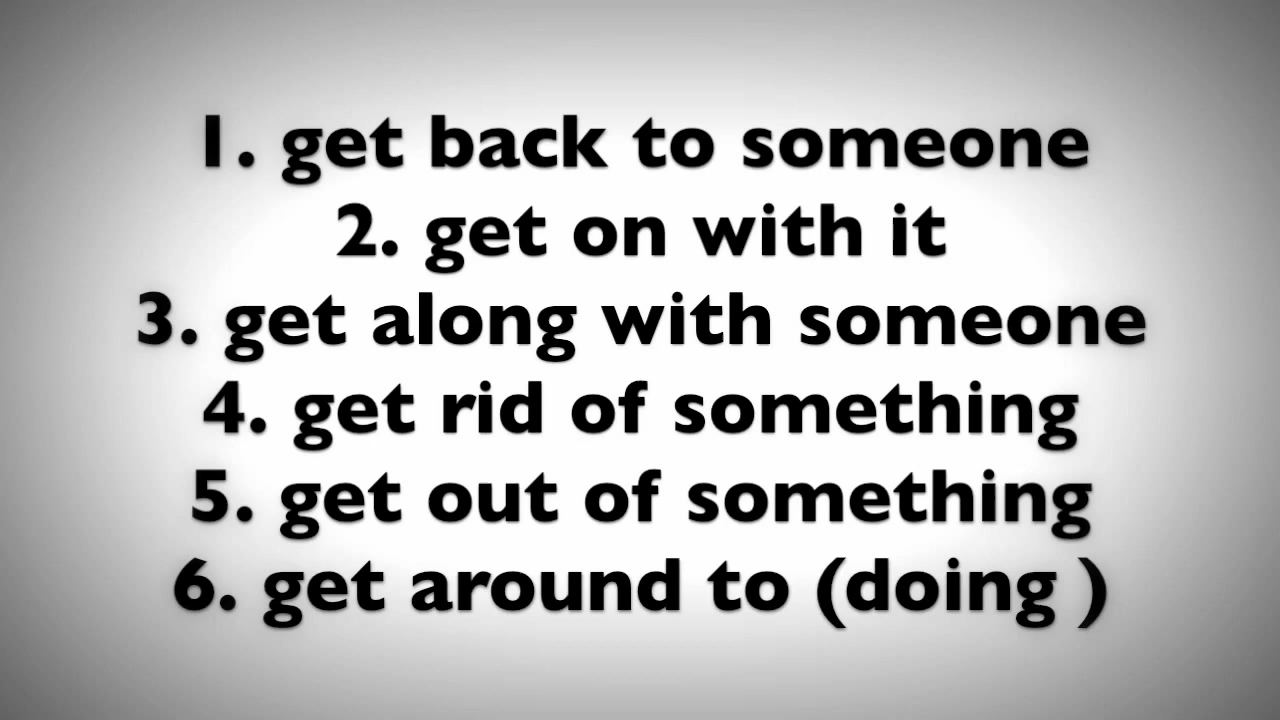 1. get back to someone
2. get on with it
3. get along with someone
4. get rid of something
5. get out of something
6. get around to (doing )